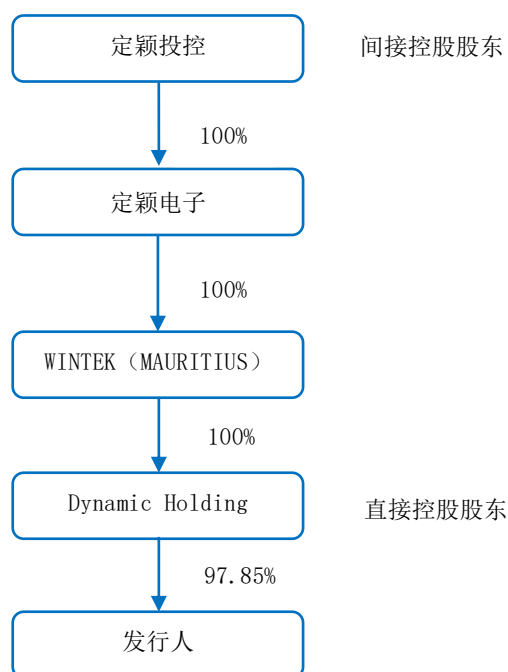 定颖投控
间接控股股东
100%
定颖电子
100%
WINTEK（MAURITIUS）
100%
Dynamic Holding
直接控股股东
97.85%
发行人